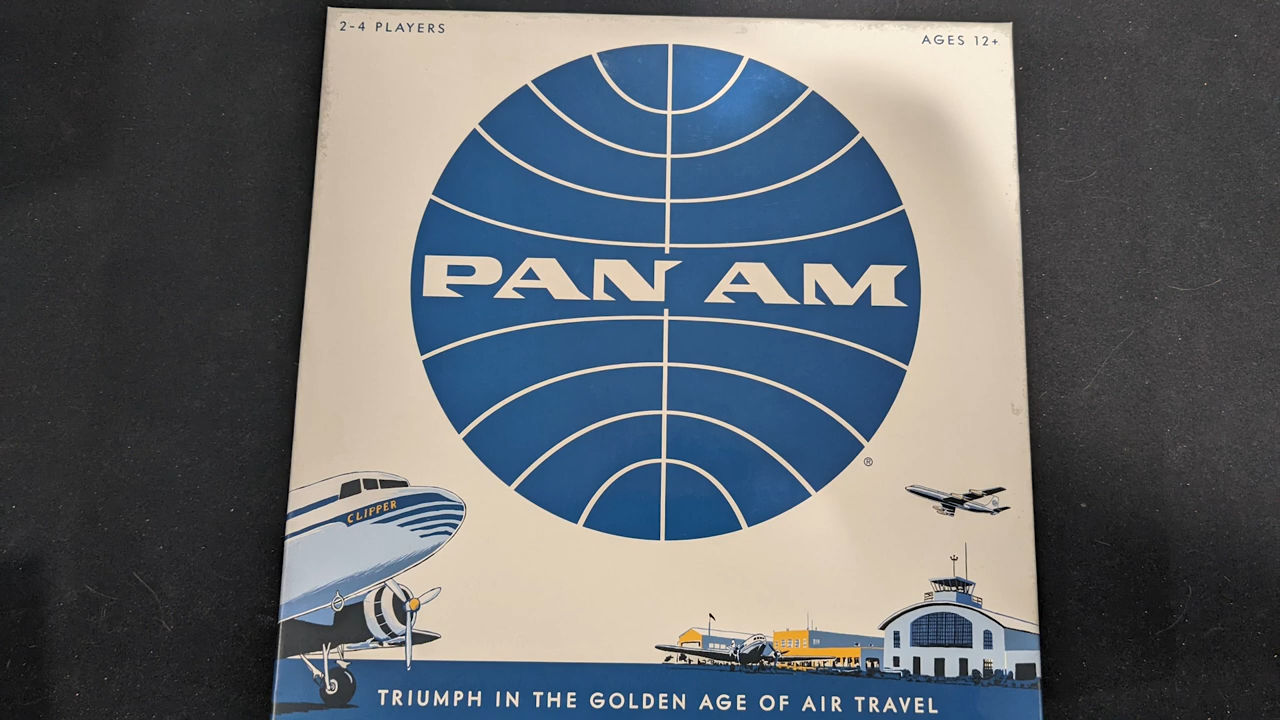 2-4 PLAYERS
AGES 12+
PAN AM
®
CLIPPER
TRIUMPH IN THE GOLDEN AGE OF AIR TRAVEL